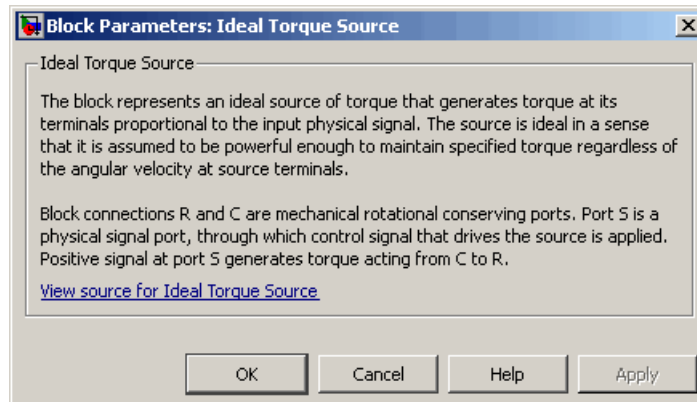 Block Parameters: Ideal Torque Source
Ideal Torque Source
The block represents an ideal source of torque that generates torque at its
terminals proportional to the input physical signal. The source is ideal in a sense
that it is assumed to be powerful enough to maintain specified torque regardless of
the angular velocity at source terminals.
Block connections R and C are mechanical rotational conserving ports. Port S is a
physical signal port, through which control signal that drives the source is applied.
Positive signal at port S generates torque acting from C to R.
View source for Ideal Torque Source
OK Cancel Help Apply